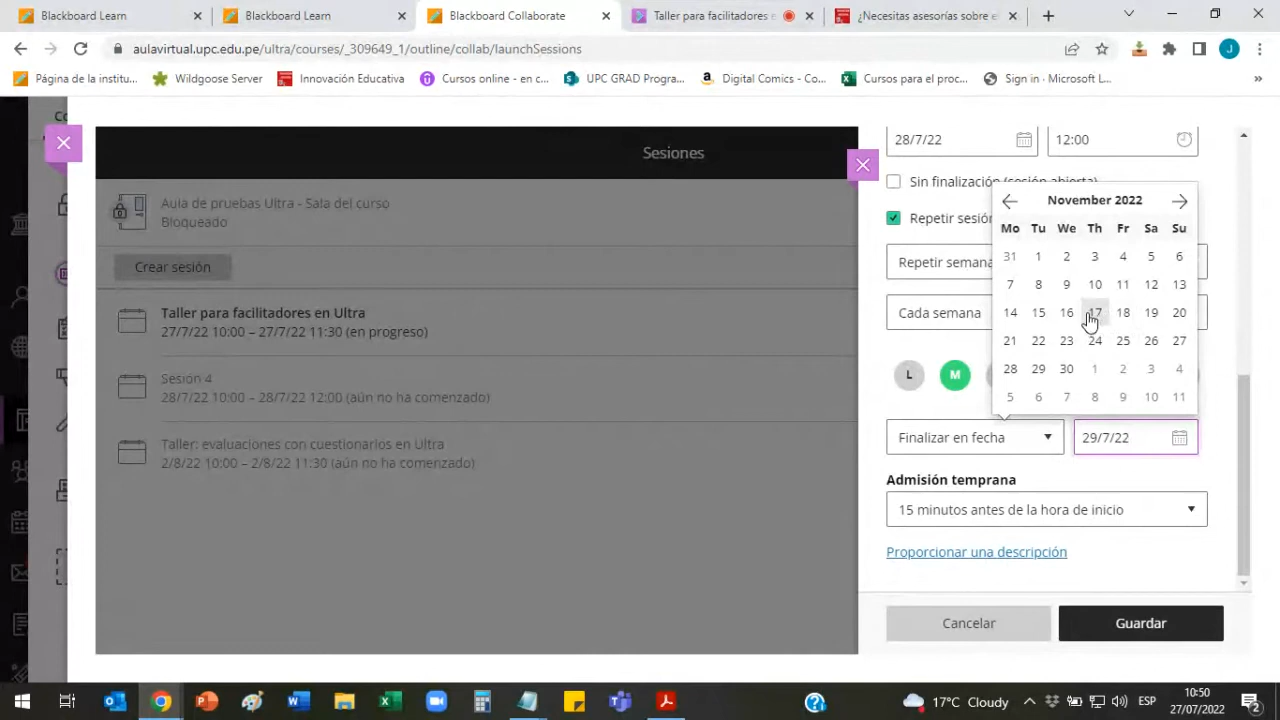 Blackboard Learn
Blackboard Learn
Blackboard Collaborate
Taller para facilitadores e
¿Necesitas asesorías sobre e
aulavirtual.upc.edu.pe/ultra/courses/_309649_1/outline/collab/launchSessions
J
Página de la institu...
Wildgoose Server
Innovación Educativa
Cursos online - en c...
UPC GRAD Progra...
Digital Comics - Co...
Cursos para el proc...
Sign in · Microsoft L...
»
Sesiones
Aula de pruebas Ultra - Sala del curso
Bloqueado
Crear sesión
Taller para facilitadores en Ultra
27/7/22 10:00 – 27/7/22 11:30 (en progreso)
Sesión 4
28/7/22 10:00 – 28/7/22 12:00 (aún no ha comenzado)
Taller: evaluaciones con cuestionarios en Ultra
2/8/22 10:00 – 2/8/22 11:30 (aún no ha comenzado)
28/7/22
12:00
Sin finalización (sesión abierta)
Repetir sesión
Repetir semana
Cada semana
L
M
November 2022
Mo Tu We Th Fr Sa Su
31 1 2 3 4 5 6
7 8 9 10 11 12 13
14 15 16 17 18 19 20
21 22 23 24 25 26 27
28 29 30 1 2 3 4
5 6 7 8 9 10 11
Finalizar en fecha
29/7/22
Admisión temprana
15 minutos antes de la hora de inicio
Proporcionar una descripción
Cancelar
Guardar
17°C Cloudy
ESP
10:50
27/07/2022
2